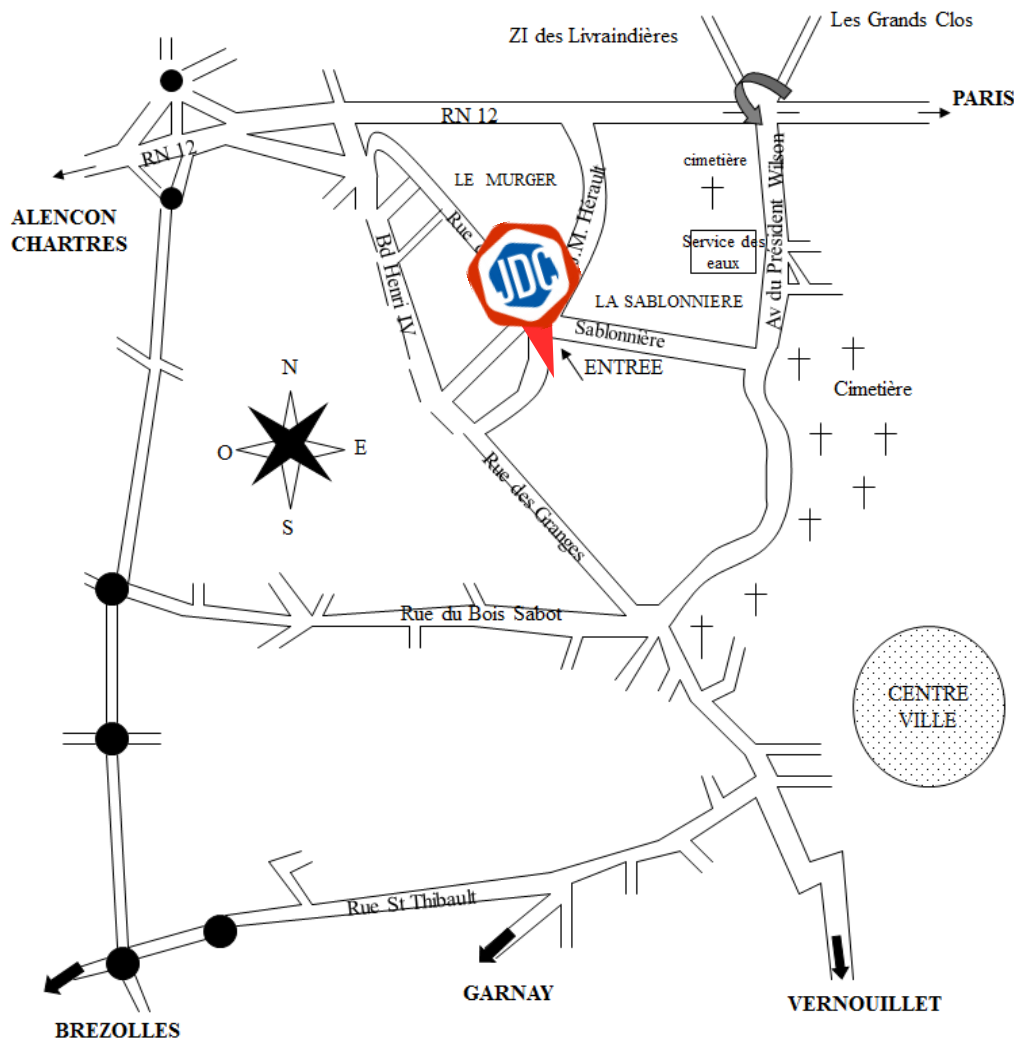 Les Grands Clos
ZI des Livraindières
PARIS
RN 12
RN 12
cimetière
LE MURGER
ALENCON
CHARTRES
Rue
J.M. Hérault
Av du Président Wilson
Service des
eaux
Bd Henri IV
JDC
LA SABLONNIERE
Sablonnière
ENTREE
Cimetière
N
O
E
S
Rue des Granges
Rue du Bois Sabot
CENTRE
VILLE
Rue St Thibault
GARNAY
VERNOUILLET
BREZOLLES